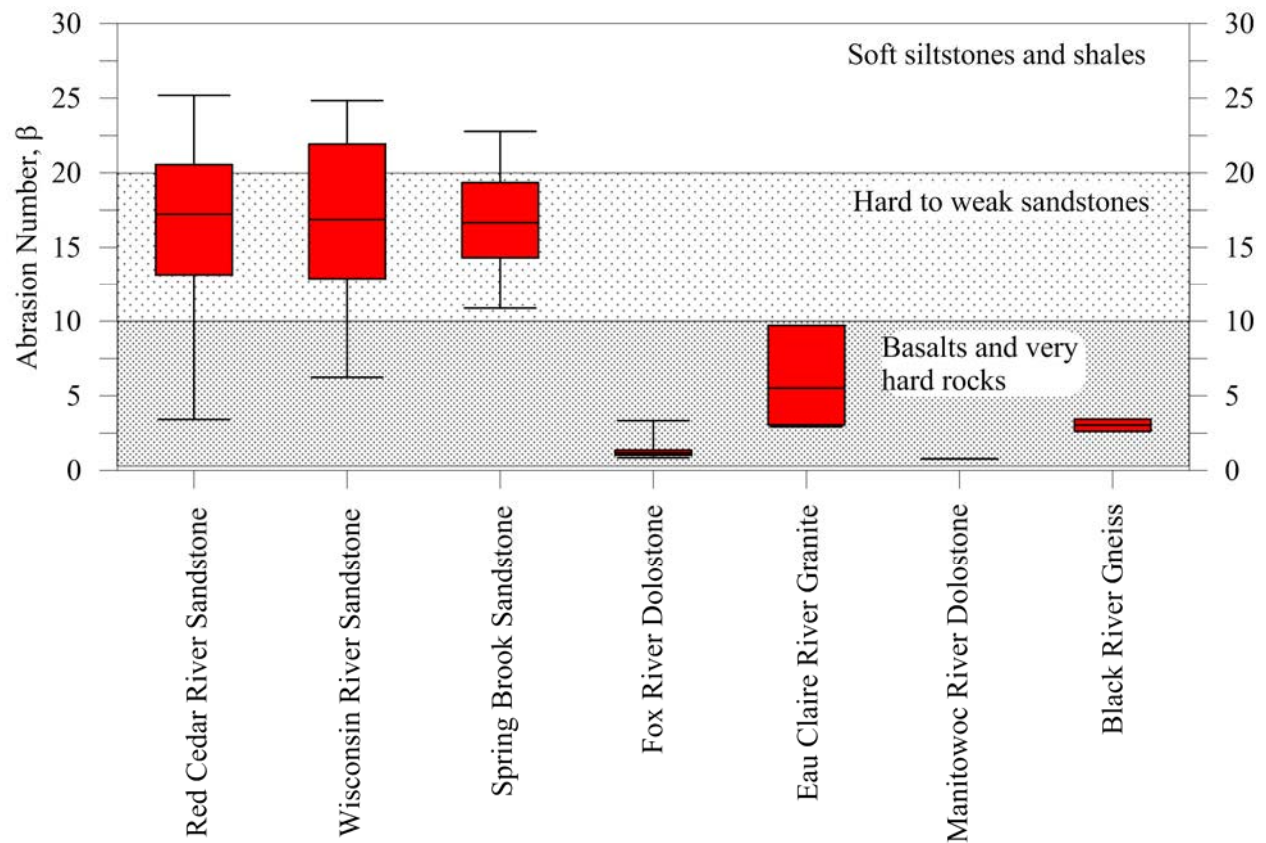 30
25
20
15
10
5
0
Abrasion Number, β
Soft siltstones and shales
Hard to weak sandstones
Basalts and very
hard rocks
30
25
20
15
10
5
0
Red Cedar River Sandstone
Wisconsin River Sandstone
Spring Brook Sandstone
Fox River Dolostone
Eau Claire River Granite
Manitowoc River Dolostone
Black River Gneiss